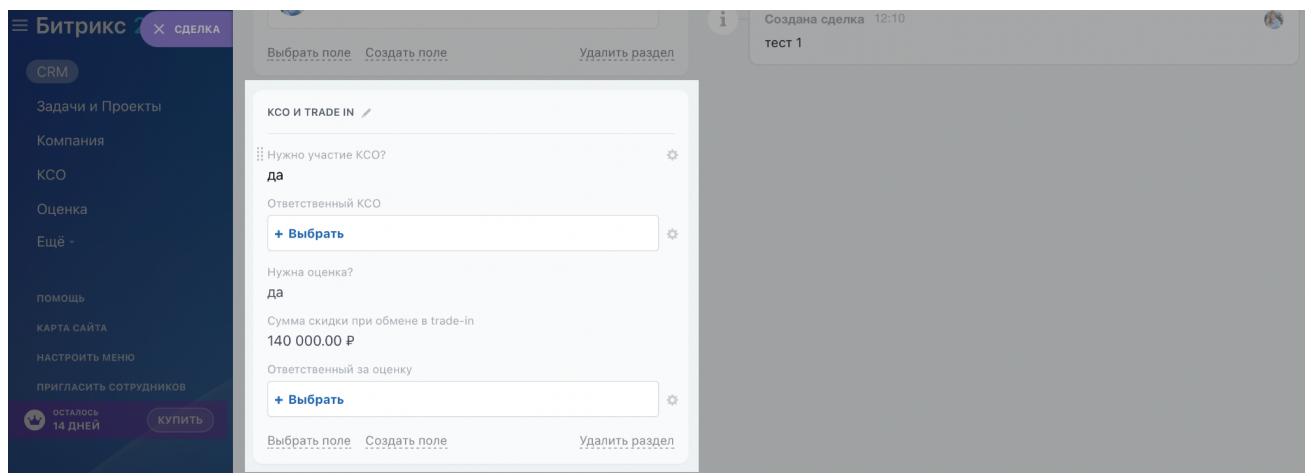 Битрикс 2
СДЕЛКА
CRM
Задачи и Проекты
Компания
КСО
Оценка
Ещё -
ПОМОЩЬ
КАРТА САЙТА
НАСТРОИТЬ МЕНЮ
ПРИГЛАСИТЬ СОТРУДНИКОВ
ОСТАЛОСЬ
14 ДНЕЙ
КУПИТЬ
Выбрать поле Создать поле Удалить раздел
КСО И TRADE IN
Нужно участие КСО?
да
Ответственный КСО
+ Выбрать
Нужна оценка?
да
Сумма скидки при обмене в trade-in
140 000.00 ₽
Ответственный за оценку
+ Выбрать
Выбрать поле Создать поле Удалить раздел
Создана сделка 12:10
тест 1